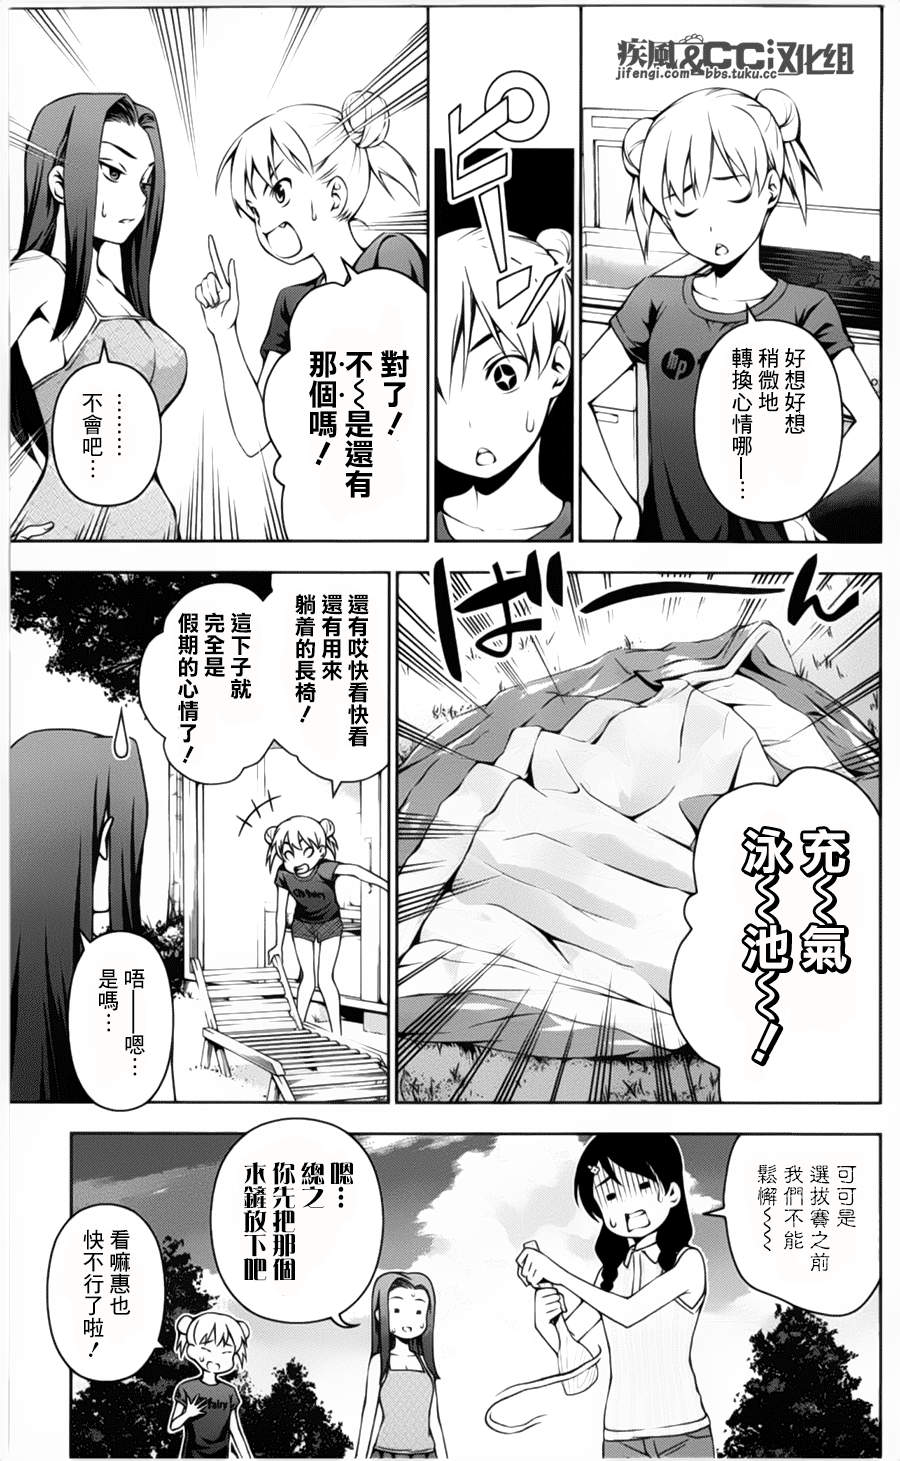 疾風&CC汉化组
jifengi.com bbs.tuku.cc
好想好想
稍微地
轉換心情哪—…
hp f
ピコーン
對了！
不～是還有
那個嗎！
………
不會吧…
ばーーん
充～氣
泳～池～！
還有哎快看快看
還有用來
躺着的長椅！
這下子就
完全是
假期的心情了！
fairy
唔——嗯…
是嗎…
可可是
選拔賽之前
我們不能
鬆懈～～
嗯…
總之
你先把那個
木鏟放下吧
看嘛惠也
快不行了啦！
fairy